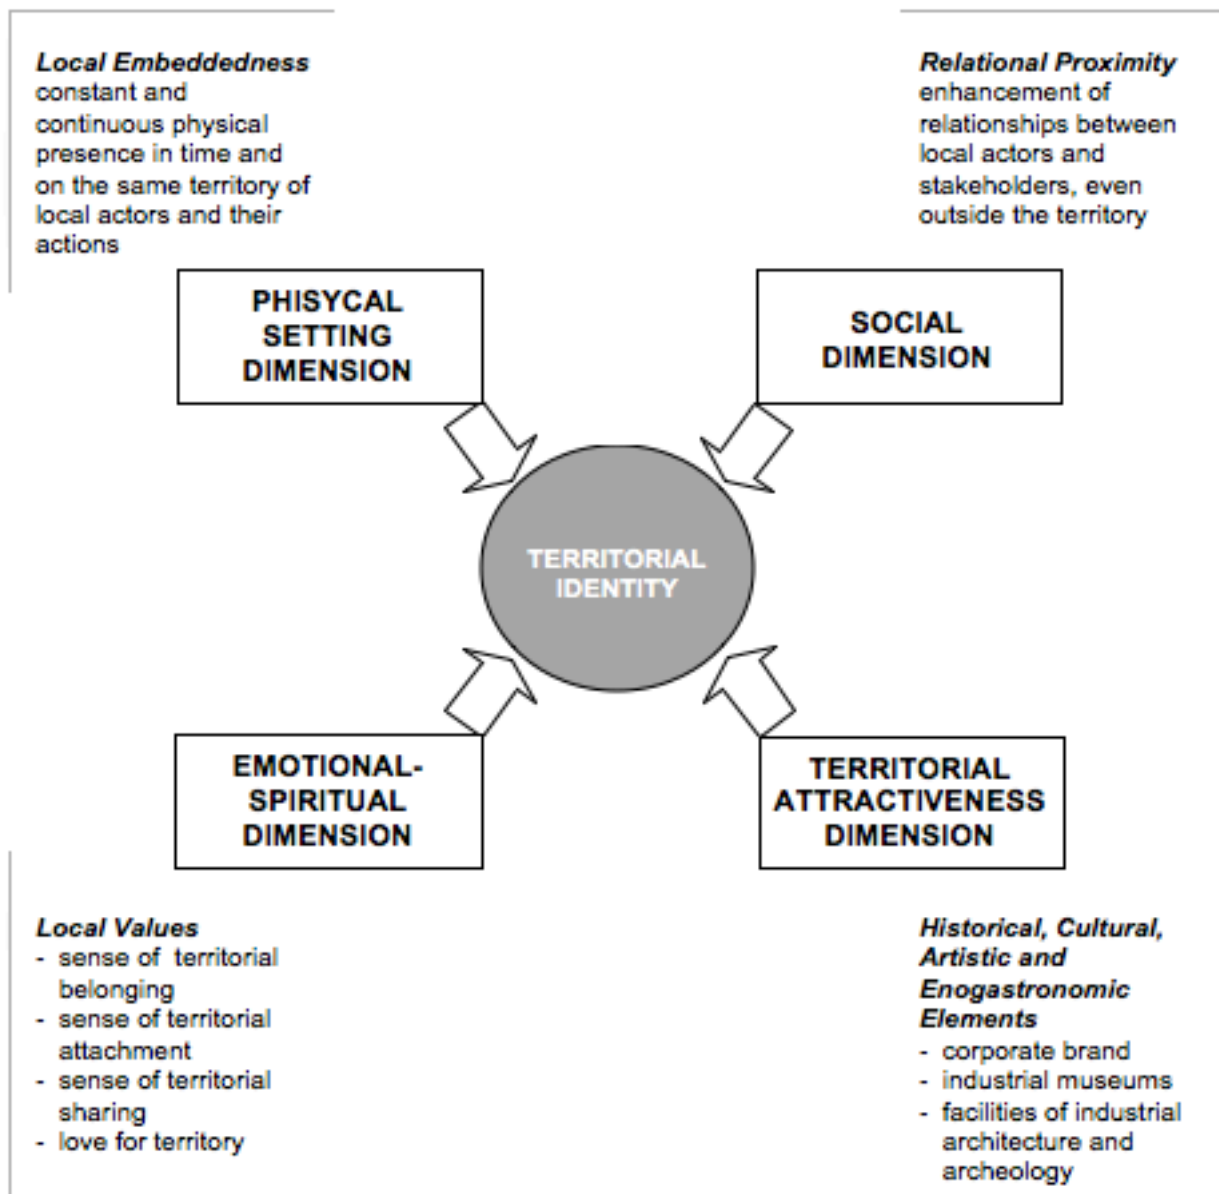 Local Embeddedness
constant and
continuous physical
presence in time and
on the same territory of
local actors and their
actions
Relational Proximity
enhancement of
relationships between
local actors and
stakeholders, even
outside the territory
PHISYCAL
SETTING
DIMENSION
SOCIAL
DIMENSION
TERRITORIAL
IDENTITY
EMOTIONAL-
SPIRITUAL
DIMENSION
TERRITORIAL
ATTRACTIVENESS
DIMENSION
Local Values
- sense of territorial
belonging
- sense of territorial
attachment
- sense of territorial
sharing
- love for territory
Historical, Cultural,
Artistic and
Enogastronomic
Elements
- corporate brand
- industrial museums
- facilities of industrial
architecture and
archeology